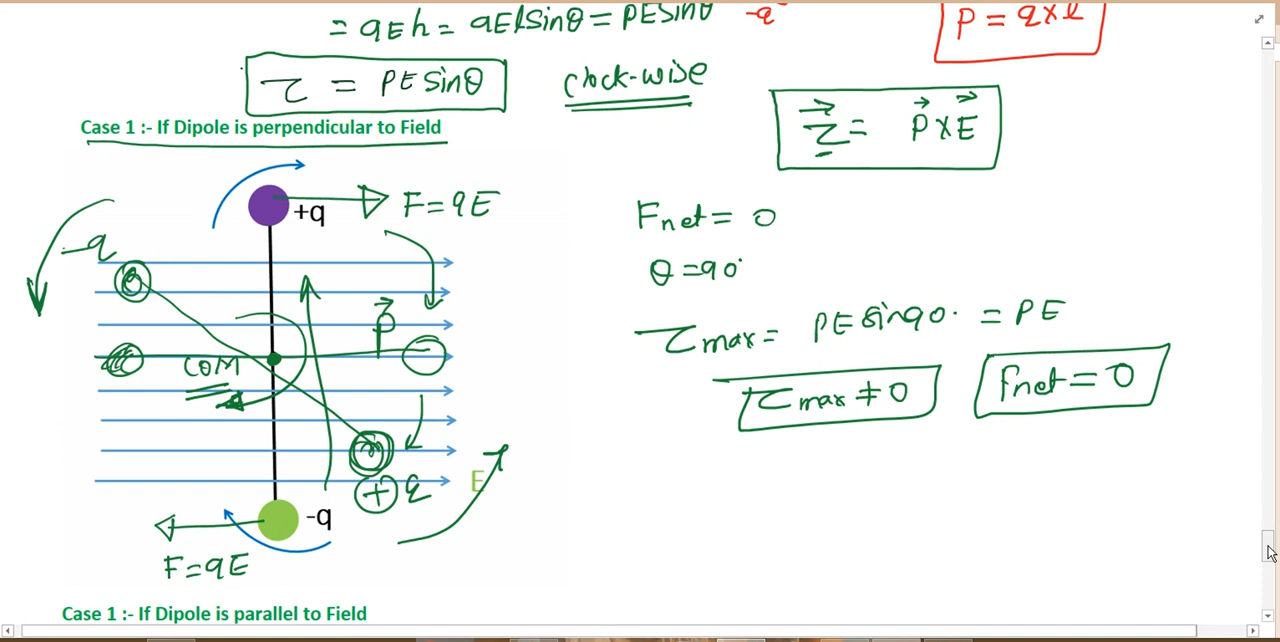 = qEh = qElSinθ = PESinθ
-q
P = q×l
τ = PESinθ
Clock-wise
τ = P×E
Case 1 :- If Dipole is perpendicular to Field
+q
F=qE
-q
P
COM
+ q
E
-q
F=qE
Fnet = 0
θ=90°
τmax = PE Sin90° = PE
τmax ≠ 0
Fnet = 0
Case 1 :- If Dipole is parallel to Field